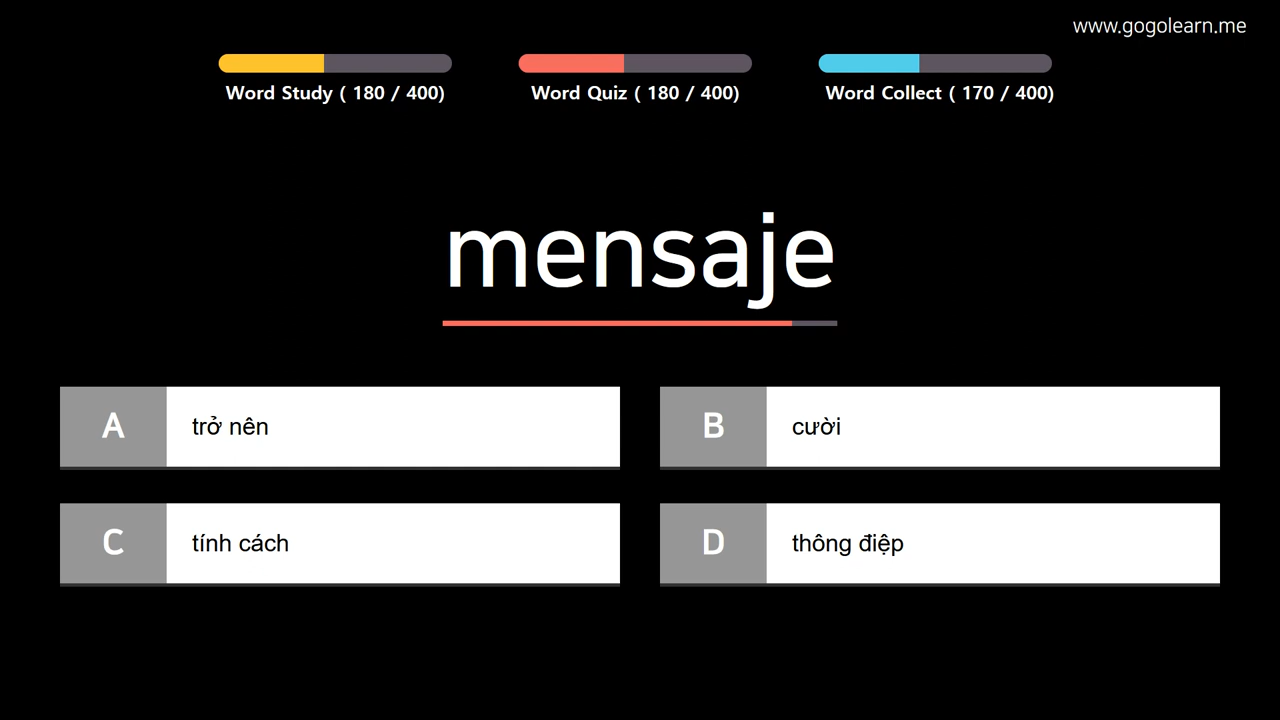 www.gogolearn.me
Word Study ( 180 / 400)
Word Quiz ( 180 / 400)
Word Collect ( 170 / 400)
mensaje
A trở nên
B cười
C tính cách
D thông điệp